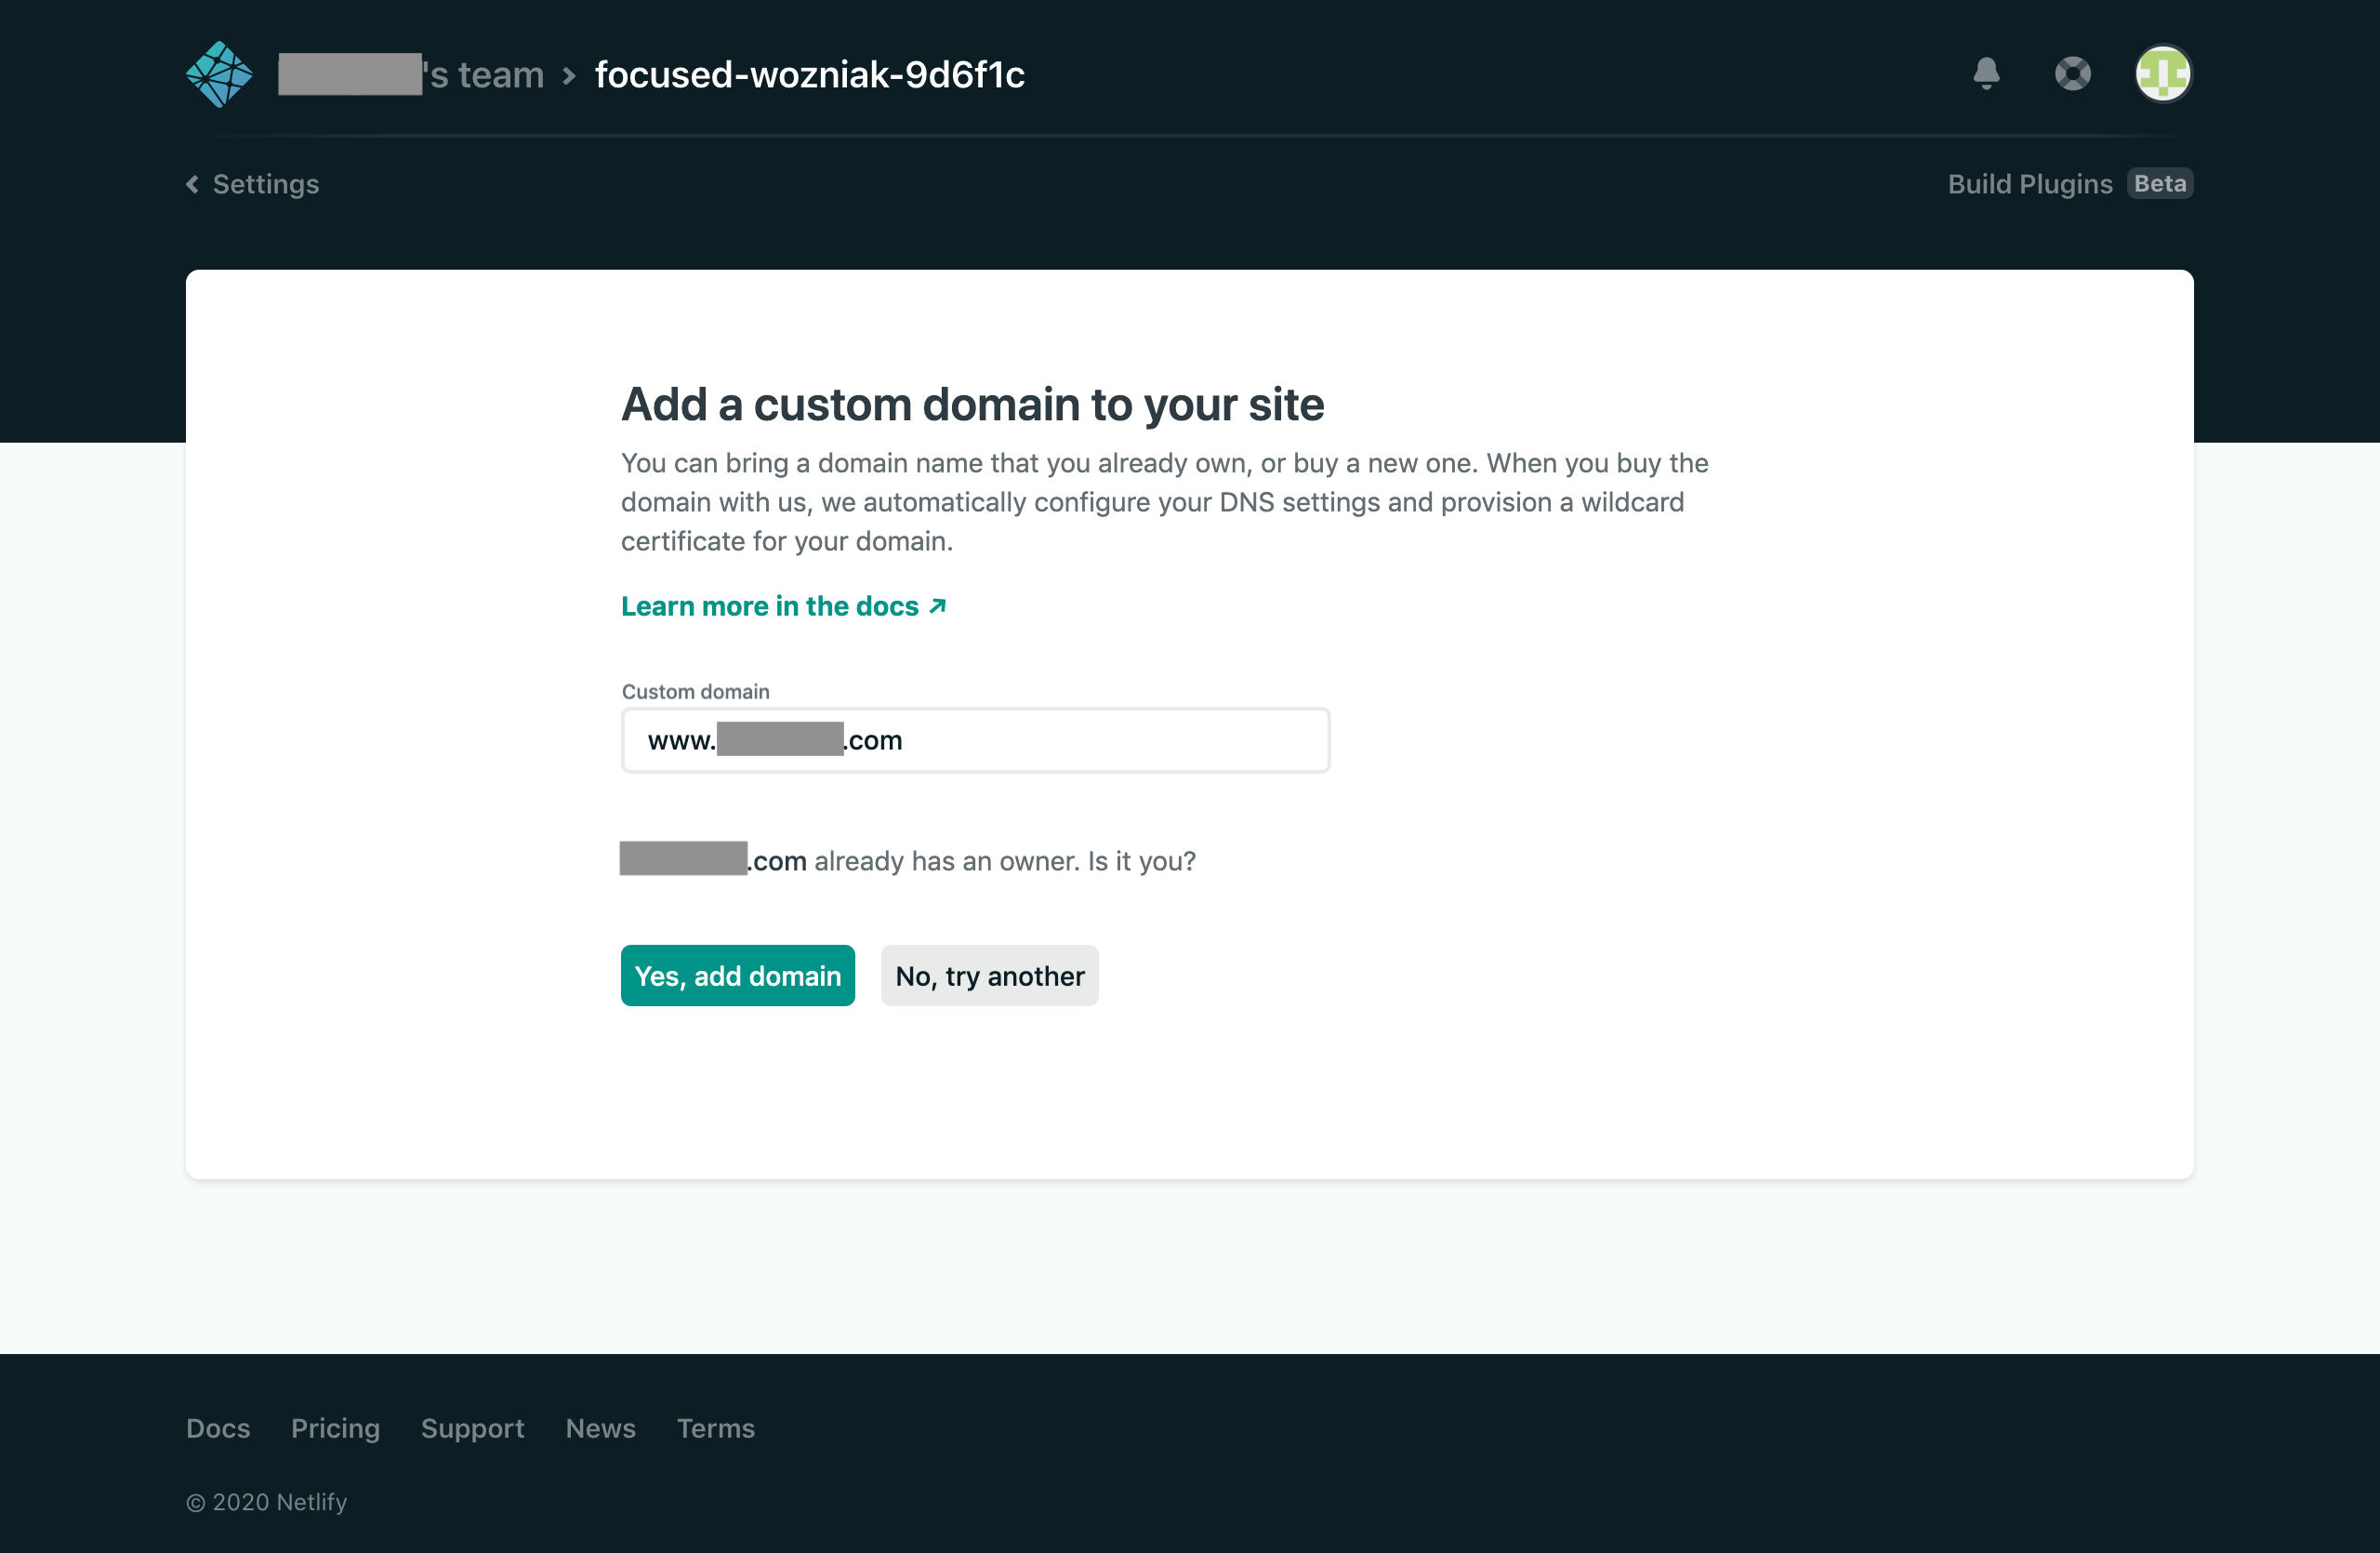 's team › focused-wozniak-9d6f1c
Settings
Build Plugins Beta
Add a custom domain to your site
You can bring a domain name that you already own, or buy a new one. When you buy the
domain with us, we automatically configure your DNS settings and provision a wildcard
certificate for your domain.
Learn more in the docs
Custom domain
www. .com
.com already has an owner. Is it you?
Yes, add domain No, try another
Docs Pricing Support News Terms
© 2020 Netlify